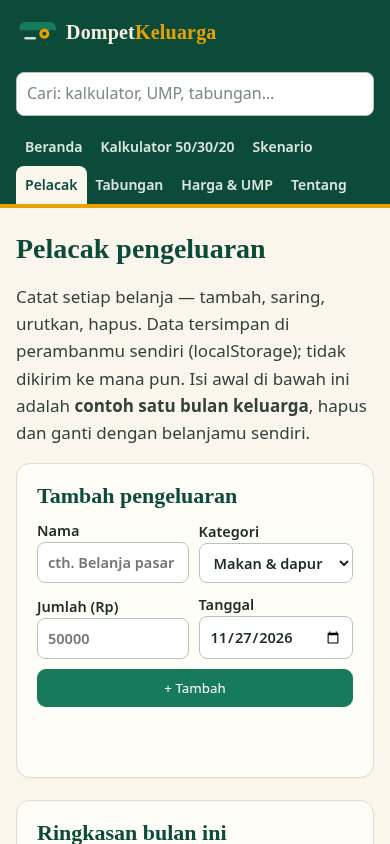 DompetKeluarga
Cari: kalkulator, UMP, tabungan...
Beranda Kalkulator 50/30/20 Skenario
Pelacak Tabungan Harga & UMP Tentang
Pelacak pengeluaran
Catat setiap belanja — tambah, saring,
urutkan, hapus. Data tersimpan di
perambanmu sendiri (localStorage); tidak
dikirim ke mana pun. Isi awal di bawah ini
adalah contoh satu bulan keluarga, hapus
dan ganti dengan belanjamu sendiri.
Tambah pengeluaran
Nama Kategori
cth. Belanja pasar Makan & dapur
Jumlah (Rp) Tanggal
50000 11/27/2026
+ Tambah
Ringkasan bulan ini